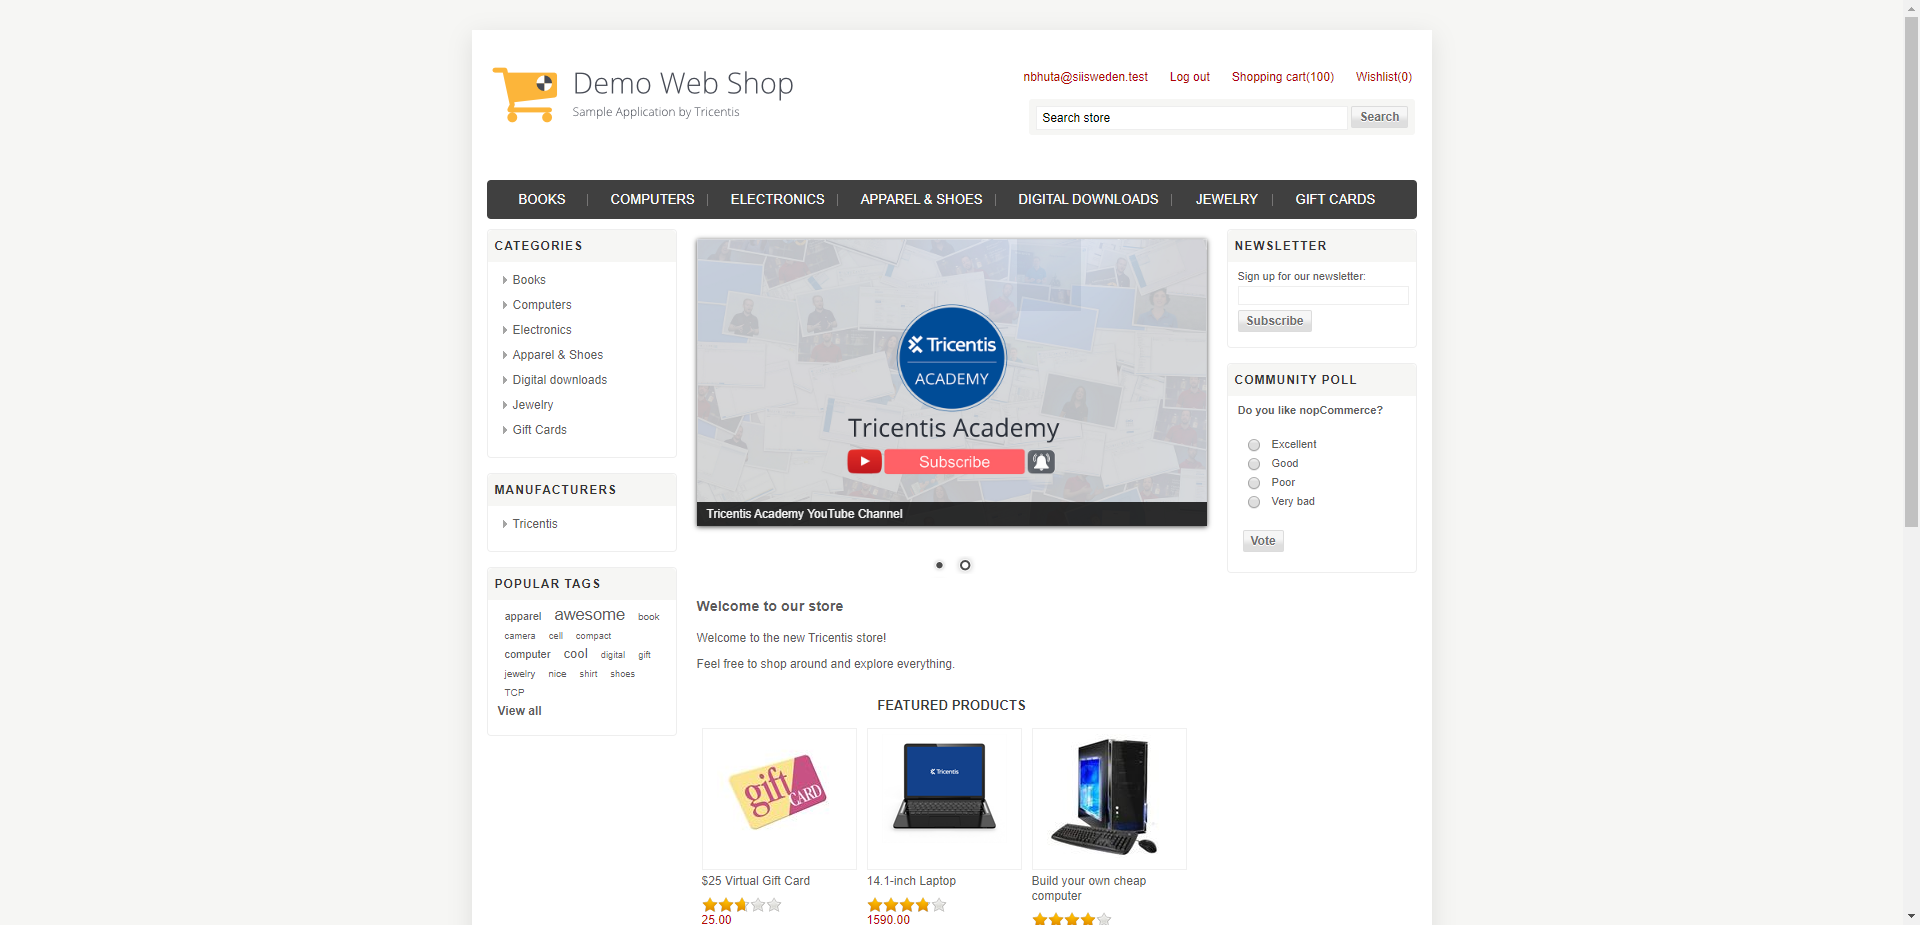 Demo Web Shop
Sample Application by Tricentis
nbhuta@siisweden.test Log out Shopping cart(100) Wishlist(0)
Search store Search
BOOKS COMPUTERS ELECTRONICS APPAREL & SHOES DIGITAL DOWNLOADS JEWELRY GIFT CARDS
CATEGORIES
Books
Computers
Electronics
Apparel & Shoes
Digital downloads
Jewelry
Gift Cards
MANUFACTURERS
Tricentis
POPULAR TAGS
apparel awesome book
camera cell compact
computer cool digital gift
jewelry nice shirt shoes
TCP
View all
Tricentis
ACADEMY
Tricentis Academy
Subscribe
Tricentis Academy YouTube Channel
Welcome to our store
Welcome to the new Tricentis store!
Feel free to shop around and explore everything.
FEATURED PRODUCTS
gift CARD
Tricentis
$25 Virtual Gift Card
25.00
14.1-inch Laptop
1590.00
Build your own cheap
computer
NEWSLETTER
Sign up for our newsletter:
Subscribe
COMMUNITY POLL
Do you like nopCommerce?
Excellent
Good
Poor
Very bad
Vote